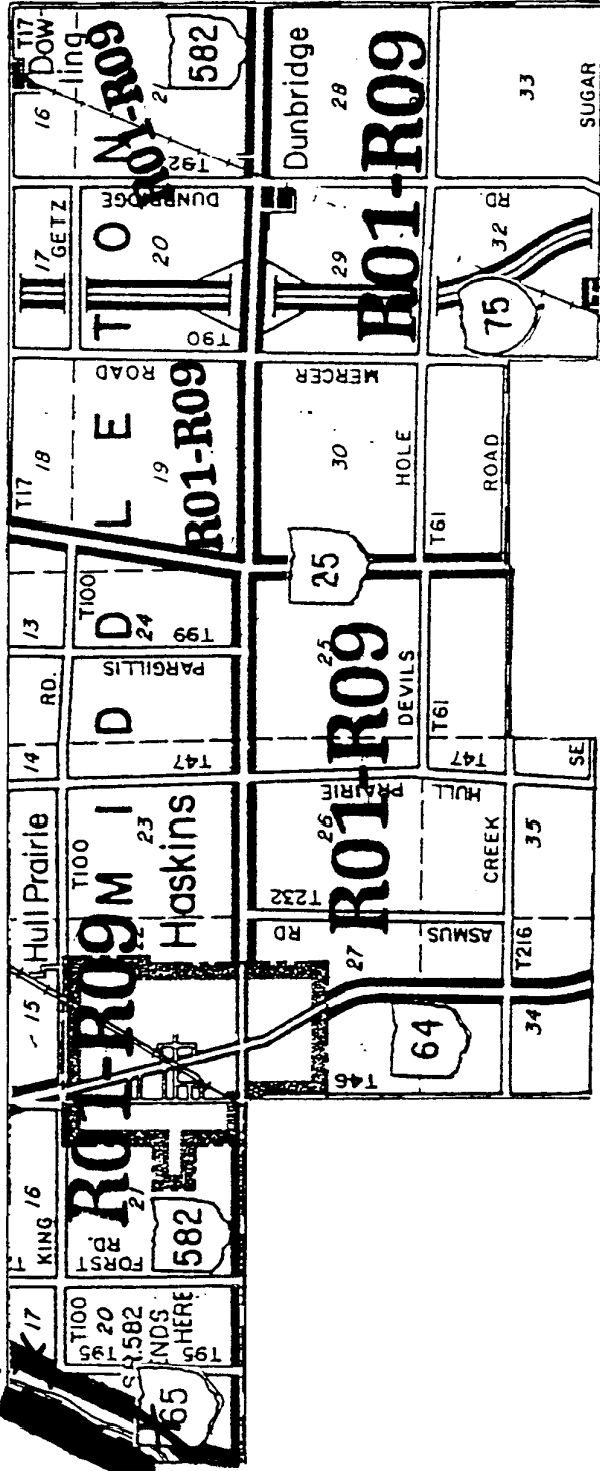 T17
Dow-
ling
16
21
582
T92
R01-R09
Dunbridge
28
R01-R09
33
SUGAR
17
GETZ
DUNBRIDGE
20
T90
29
RD
32
75
T17
18
ROAD
19
R01-R09
MERCER
30
HOLE
ROAD
T61
25
MIDDLETON
13
T100
24
T99
RD.
PARGILLIS
14
T47
25
DEVILS
T61
T47
SE
R01-R09
Hull Prairie
T100
23
Haskins
22
PRAIRIE
HULL
26
T232
CREEK
35
RD
ASMUS
27
T216
R01-R09
15
T46
64
34
16
KING
21
FORST
RD.
582
17
T100
20
T95
S.R.582
ENDS
HERE
T95
65